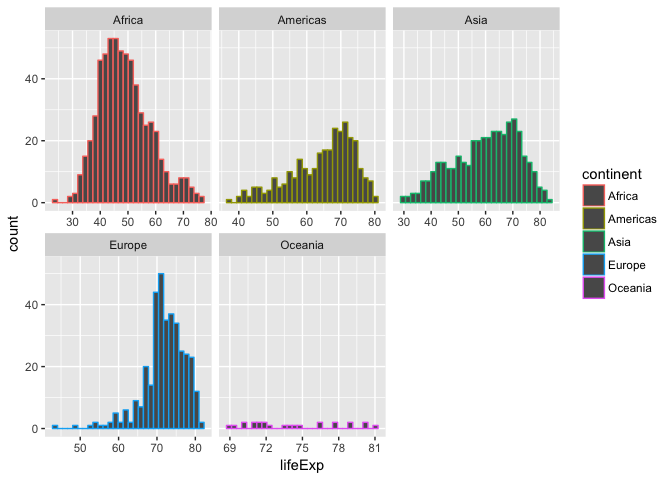 Africa
Americas
Asia
40
20
0
30 40 50 60 70 80
40 50 60 70 80
30 40 50 60 70 80
continent
Africa
Americas
Asia
Europe
Oceania
count
Europe
Oceania
40
20
0
50 60 70 80
69 72 75 78 81
lifeExp